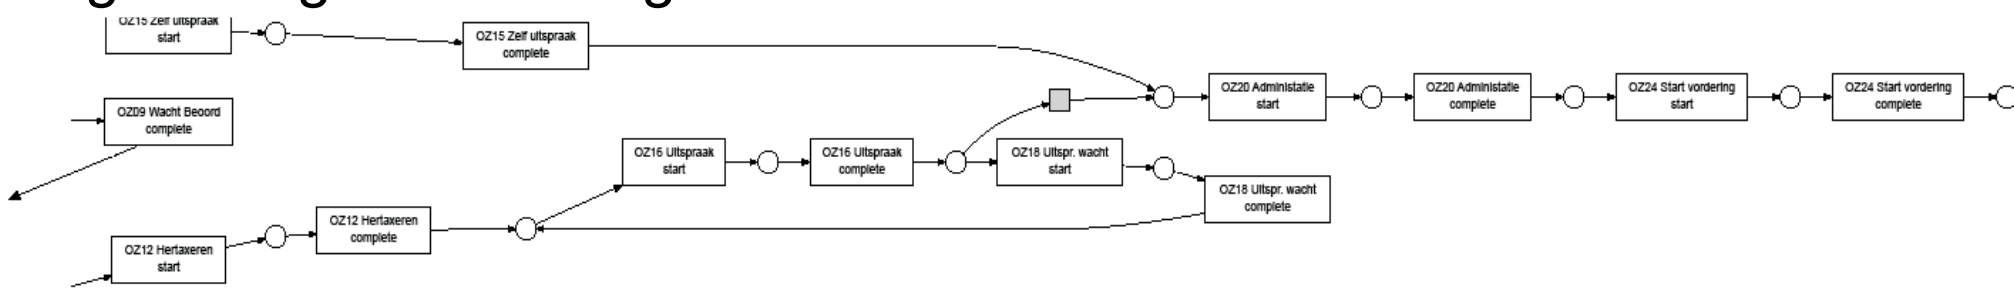 OZ15 Zelf uitspraak
start
OZ15 Zelf uitspraak
complete
OZ09 Wacht Beoord
complete
OZ20 Administatie
start
OZ20 Administatie
complete
OZ24 Start vordering
start
OZ24 Start vordering
complete
OZ16 Uitspraak
start
OZ16 Uitspraak
complete
OZ18 Uitspr. wacht
start
OZ18 Uitspr. wacht
complete
OZ12 Hertaxeren
complete
OZ12 Hertaxeren
start